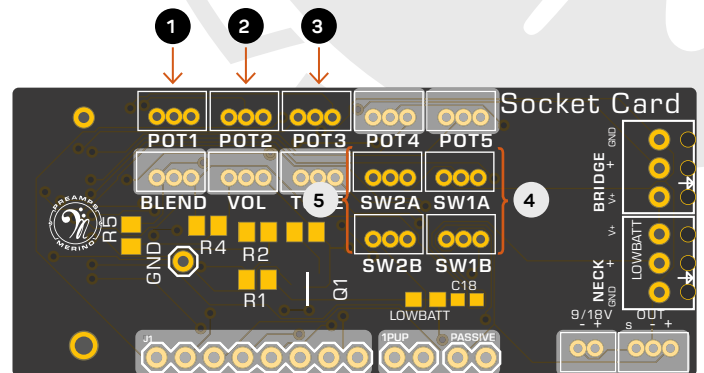 1 2 3
Socket Card
POT1 POT2 POT3 POT4 POT5
GND
+
V+
BRIDGE
BLEND VOL T
5
SW2A SW1A
4
PREAMPS
MERINO
R5
R4
R2
GND
R1
Q1
SW2B SW1B
V+
+
GND
LOWBATT
NECK
C18
LOWBATT
9/18V OUT
- + s - +
J1
1PUP PASSIVE